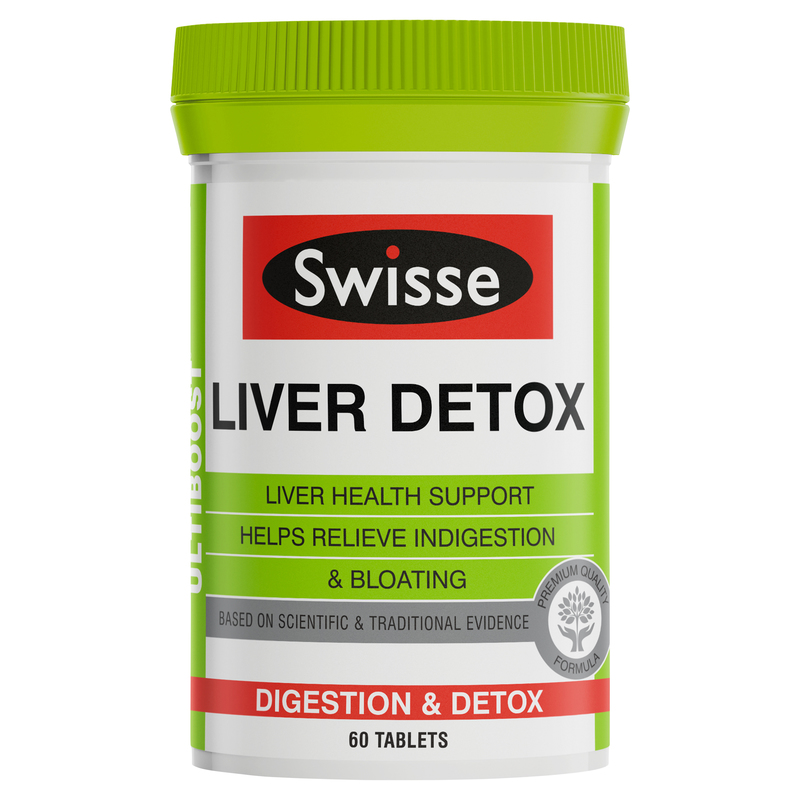 Swisse
ULTIBOOST
LIVER DETOX
LIVER HEALTH SUPPORT
HELPS RELIEVE INDIGESTION
& BLOATING
BASED ON SCIENTIFIC & TRADITIONAL EVIDENCE
PREMIUM QUALITY
FORMULA
DIGESTION & DETOX
60 TABLETS